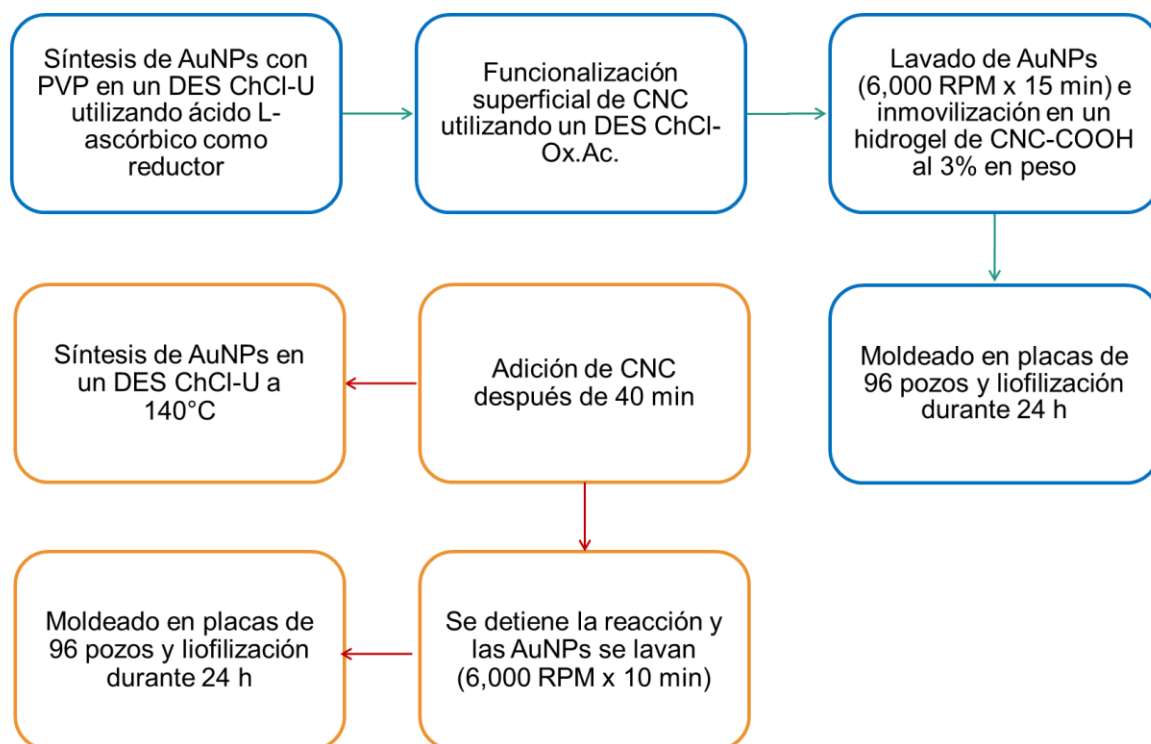 Síntesis de AuNPs con
PVP en un DES ChCl-U
utilizando ácido L-
ascórbico como
reductor
Funcionalización
superficial de CNC
utilizando un DES ChCl-
Ox.Ac.
Lavado de AuNPs
(6,000 RPM x 15 min) e
inmovilización en un
hidrogel de CNC-COOH
al 3% en peso
Moldeado en placas de
96 pozos y liofilización
durante 24 h
Síntesis de AuNPs en
un DES ChCl-U a
140°C
Adición de CNC
después de 40 min
Se detiene la reacción y
las AuNPs se lavan
(6,000 RPM x 10 min)
Moldeado en placas de
96 pozos y liofilización
durante 24 h